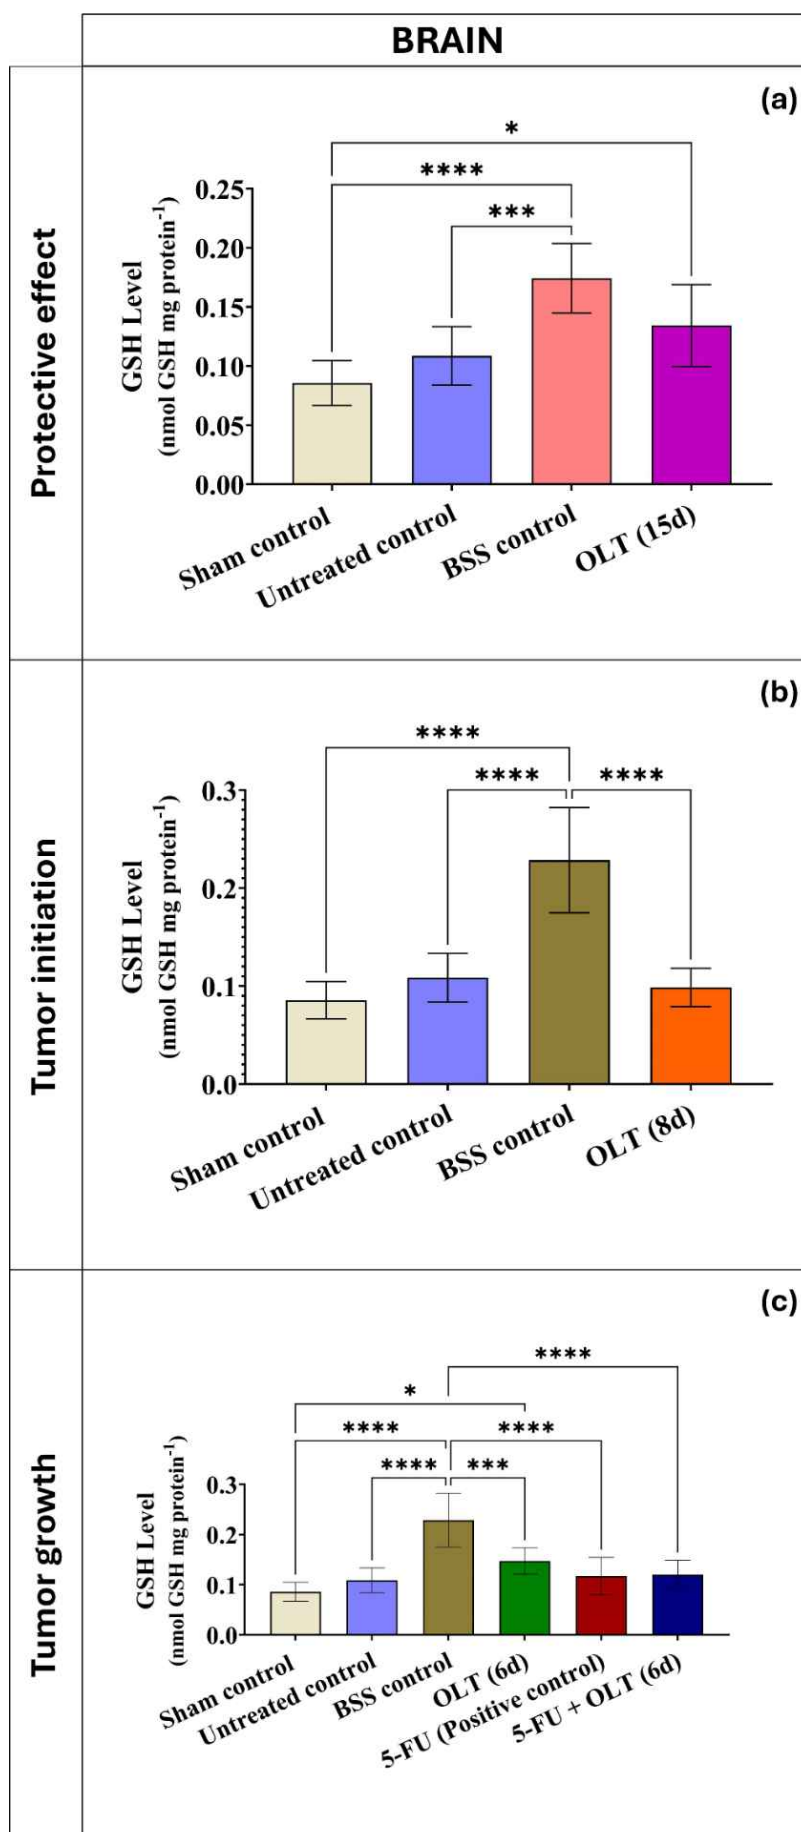 BRAIN
Protective effect
(a)
*
****
***
GSH Level
(nmol GSH mg protein-1)
0.25
0.20
0.15
0.10
0.05
0.00
Sham control
Untreated control
BSS control
OLT (15d)
Tumor initiation
(b)
****
**** ****
GSH Level
(nmol GSH mg protein-1)
0.3
0.2
0.1
0.0
Sham control
Untreated control
BSS control
OLT (8d)
Tumor growth
(c)
****
*
**** ****
**** ***
GSH Level
(nmol GSH mg protein-1)
0.3
0.2
0.1
0.0
Sham control
Untreated control
BSS control
OLT (6d)
5-FU (Positive control)
5-FU + OLT (6d)